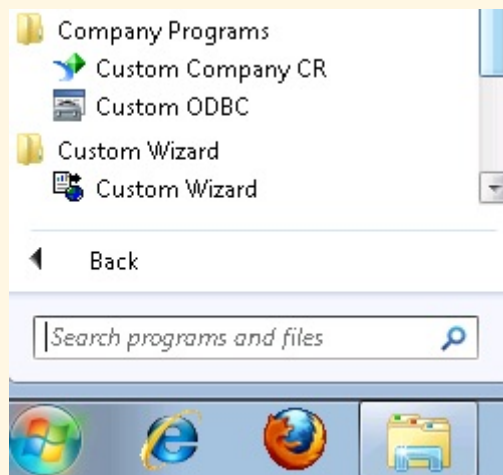 Company Programs
Custom Company CR
Custom ODBC
Custom Wizard
Custom Wizard
Back
Search programs and files